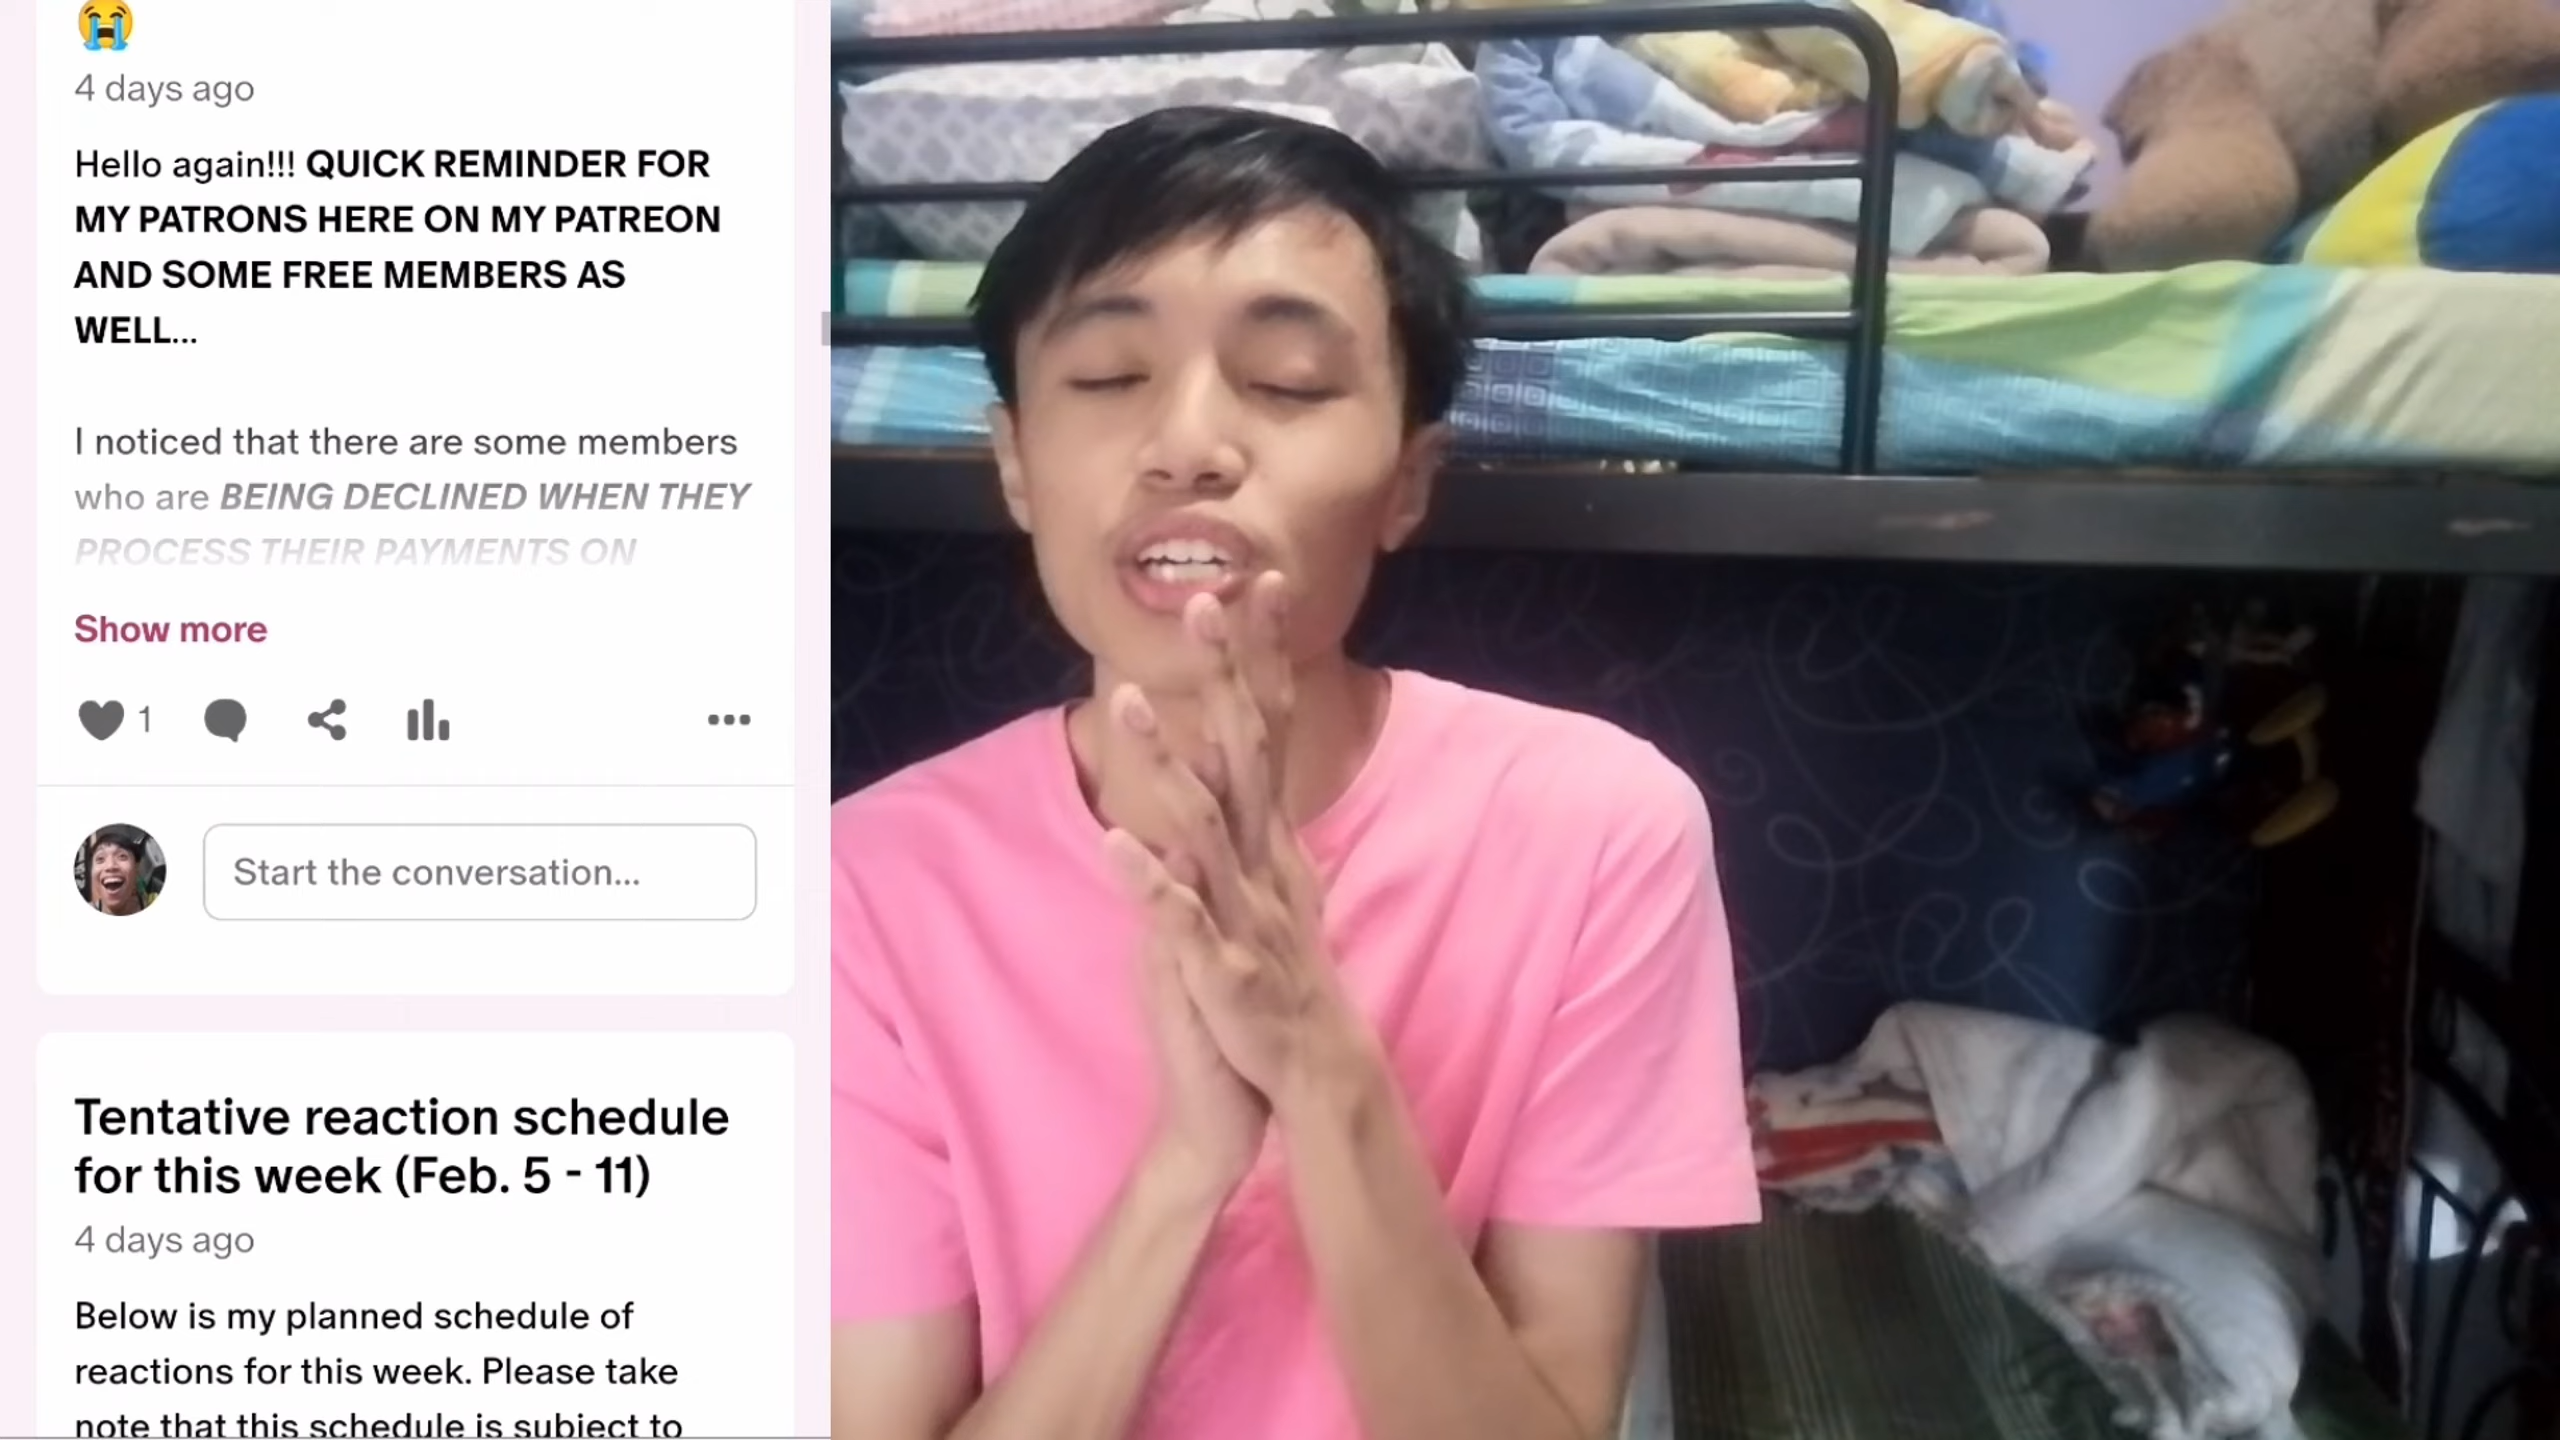 😭
4 days ago
Hello again!!! QUICK REMINDER FOR
MY PATRONS HERE ON MY PATREON
AND SOME FREE MEMBERS AS
WELL...
I noticed that there are some members
who are BEING DECLINED WHEN THEY
PROCESS THEIR PAYMENTS ON
Show more
1
Start the conversation...
Tentative reaction schedule
for this week (Feb. 5 - 11)
4 days ago
Below is my planned schedule of
reactions for this week. Please take
note that this schedule is subject to